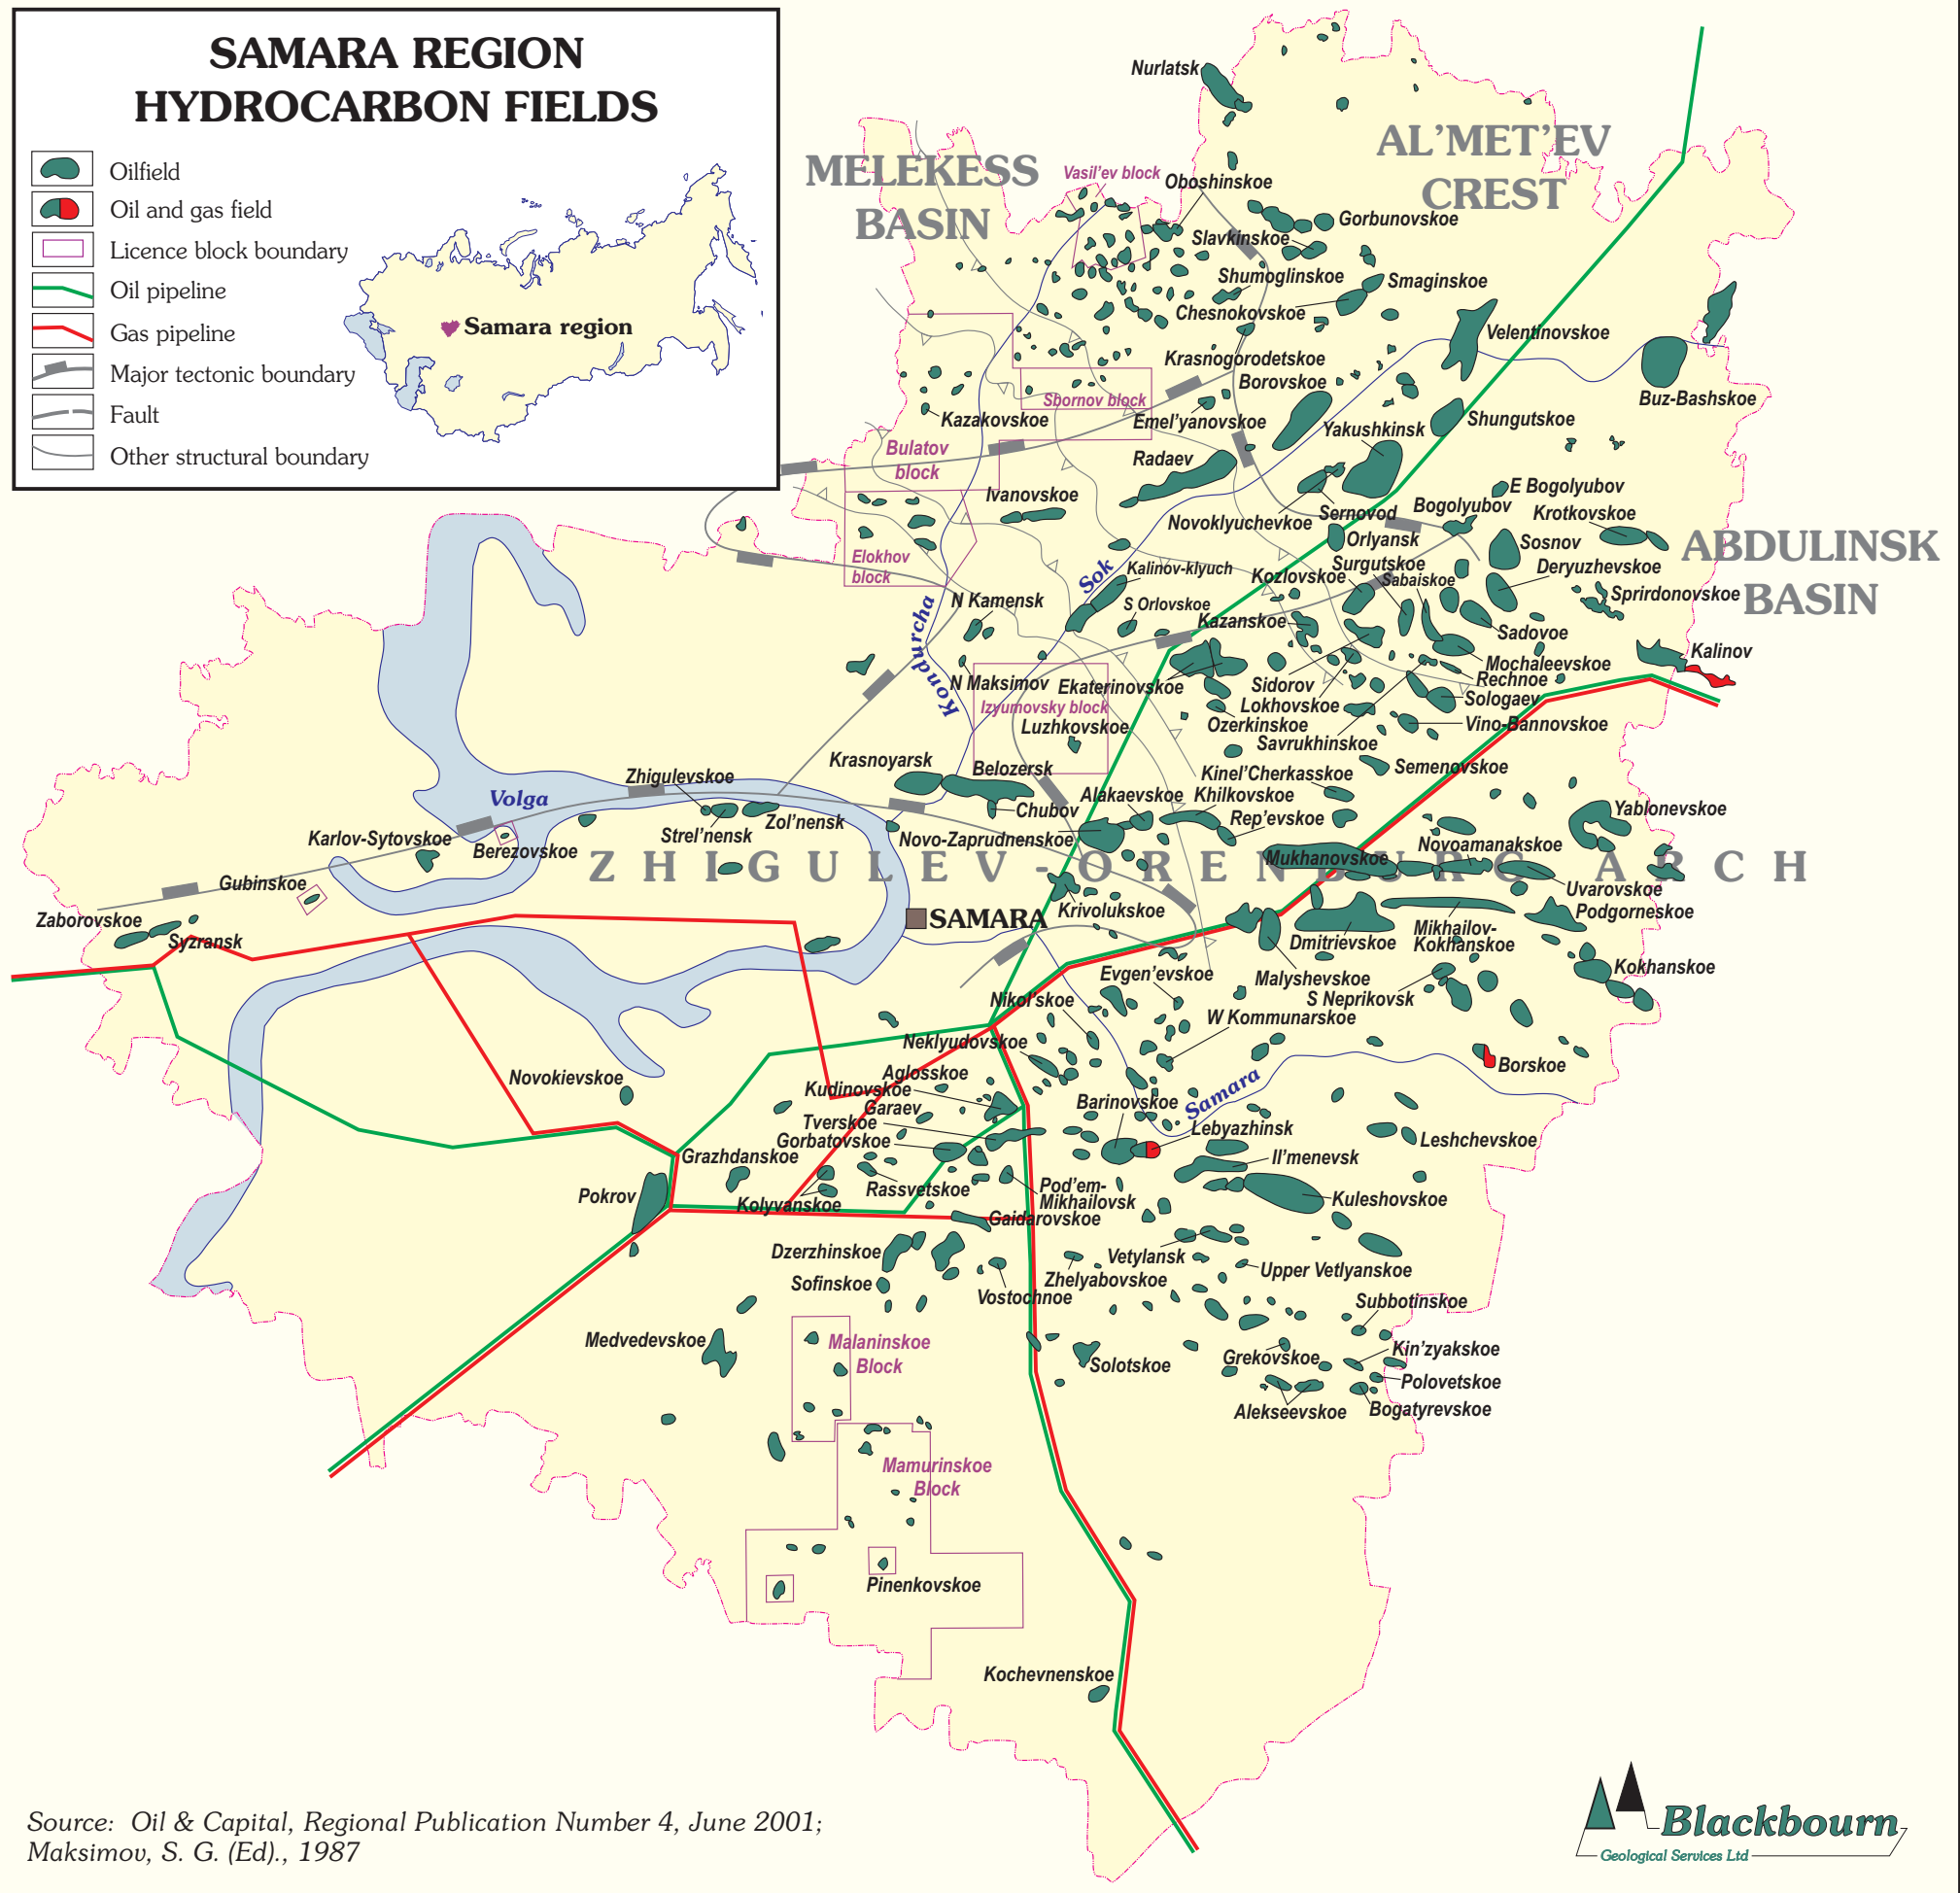 SAMARA REGION
HYDROCARBON FIELDS
Oilfield
Oil and gas field
Licence block boundary
Oil pipeline
Gas pipeline
Major tectonic boundary
Fault
Other structural boundary
Samara region
Nurlatsk
MELEKESS
BASIN
AL'MET'EV
CREST
Vasil'ev block
Oboshinskoe
Gorbunovskoe
Slavkinskoe
Shumoglinskoe
Smaginskoe
Chesnokovskoe
Velentinovskoe
Krasnogorodetskoe
Borovskoe
Buz-Bashskoe
Sbornov block
Kazakovskoe
Emel'yanovskoe
Shungutskoe
Yakushkinsk
Bulatov
block
Radaev
Ivanovskoe
E Bogolyubov
Bogolyubov
Krotkovskoe
Novoklyuchevkoe
Sernovod
Orlyansk
Sosnov
ABDULINSK
BASIN
Elokhov
block
Sok
Kalinov-klyuch
Surgutskoe
Kozlovskoe
Sabaiskoe
Deryuzhevskoe
Sprirdonovskoe
N Kamensk
S Orlovskoe
Kazanskoe
Sadovoe
Kondurcha
Kalinov
Mochaleevskoe
Rechnoe
N Maksimov
Ekaterinovskoe
Sidorov
Sologaev
Izyumovsky block
Lokhovskoe
Luzhkovskoe
Ozerkinskoe
Vino-Bannovskoe
Savrukhinskoe
Krasnoyarsk
Belozersk
Kinel'Cherkasskoe
Semenovskoe
Zhigulevskoe
Volga
Alakaevskoe
Khilkovskoe
Chubov
Yablonevskoe
Zol'nensk
Rep'evskoe
Strel'nensk
Karlov-Sytovskoe
Berezovskoe
Novo-Zaprudnenskoe
Novoamanakskoe
Mukhanovskoe
ZHIGULEV-ORENBURG ARCH
Gubinskoe
Uvarovskoe
Zaborovskoe
SAMARA
Krivolukskoe
Podgorneskoe
Syzransk
Dmitrievskoe
Mikhailov-
Kokhanskoe
Kokhanskoe
Evgen'evskoe
Malyshevskoe
S Neprikovsk
Nikol'skoe
W Kommunarskoe
Neklyudovskoe
Borskoe
Novokievskoe
Aglosskoe
Kudinovskoe
Samara
Garaev
Barinovskoe
Tverskoe
Lebyazhinsk
Gorbatovskoe
Leshchevskoe
Grazhdanskoe
Il'menevsk
Pokrov
Rassvetskoe
Pod'em-
Mikhailovsk
Kuleshovskoe
Kolyvanskoe
Gaidarovskoe
Dzerzhinskoe
Vetylansk
Sofinskoe
Zhelyabovskoe
Upper Vetlyanskoe
Vostochnoe
Subbotinskoe
Medvedevskoe
Malaninskoe
Block
Kin'zyakskoe
Solotskoe
Grekovskoe
Polovetskoe
Alekseevskoe
Bogatyrevskoe
Mamurinskoe
Block
Pinenkovskoe
Kochevnenskoe
Source: Oil & Capital, Regional Publication Number 4, June 2001;
Maksimov, S. G. (Ed)., 1987
Blackbourn
Geological Services Ltd